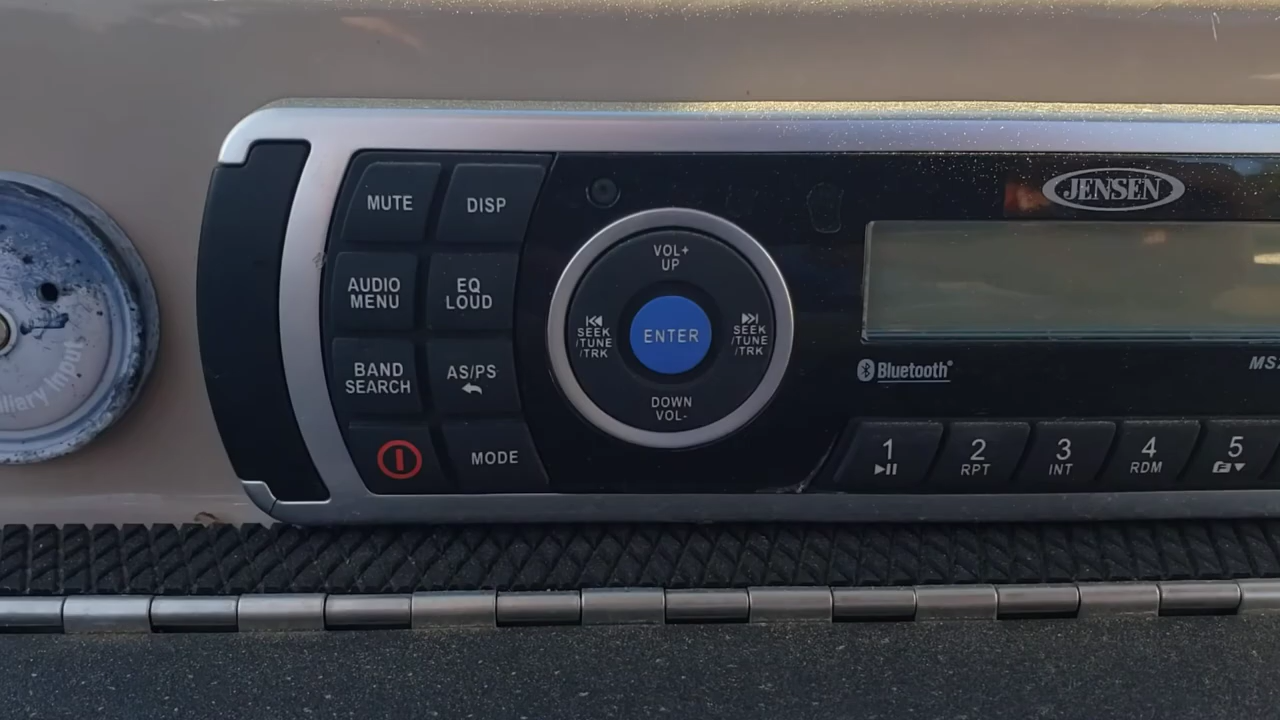 MUTE
DISP
JENSEN
AUDIO
MENU
EQ
LOUD
VOL+
UP
SEEK
/TUNE
/TRK
ENTER
SEEK
/TUNE
/TRK
DOWN
VOL-
Bluetooth®
BAND
SEARCH
AS/PS
MODE
1
2
RPT
3
INT
4
RDM
5
F
Input